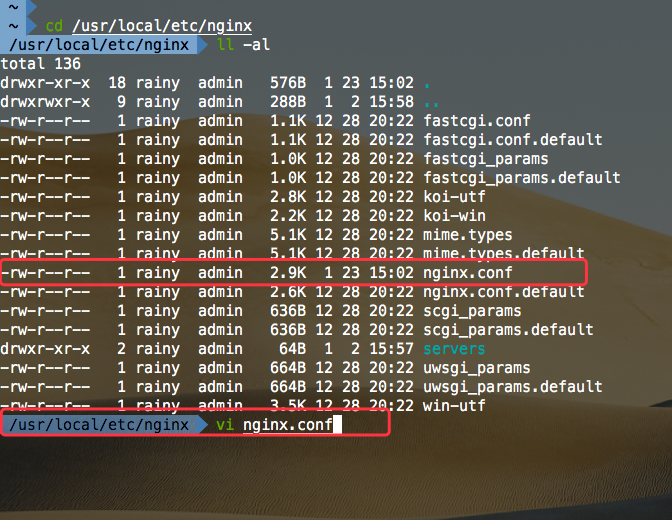 ~
~ cd /usr/local/etc/nginx
/usr/local/etc/nginx ll -al
total 136
drwxr-xr-x 18 rainy admin 576B 1 23 15:02 .
drwxrwxr-x 9 rainy admin 288B 1 2 15:58 ..
-rw-r--r-- 1 rainy admin 1.1K 12 28 20:22 fastcgi.conf
-rw-r--r-- 1 rainy admin 1.1K 12 28 20:22 fastcgi.conf.default
-rw-r--r-- 1 rainy admin 1.0K 12 28 20:22 fastcgi_params
-rw-r--r-- 1 rainy admin 1.0K 12 28 20:22 fastcgi_params.default
-rw-r--r-- 1 rainy admin 2.8K 12 28 20:22 koi-utf
-rw-r--r-- 1 rainy admin 2.2K 12 28 20:22 koi-win
-rw-r--r-- 1 rainy admin 5.1K 12 28 20:22 mime.types
-rw-r--r-- 1 rainy admin 5.1K 12 28 20:22 mime.types.default
-rw-r--r-- 1 rainy admin 2.9K 1 23 15:02 nginx.conf
-rw-r--r-- 1 rainy admin 2.6K 12 28 20:22 nginx.conf.default
-rw-r--r-- 1 rainy admin 636B 12 28 20:22 scgi_params
-rw-r--r-- 1 rainy admin 636B 12 28 20:22 scgi_params.default
drwxr-xr-x 2 rainy admin 64B 1 2 15:57 servers
-rw-r--r-- 1 rainy admin 664B 12 28 20:22 uwsgi_params
-rw-r--r-- 1 rainy admin 664B 12 28 20:22 uwsgi_params.default
-rw-r--r-- 1 rainy admin 3.5K 12 28 20:22 win-utf
/usr/local/etc/nginx vi nginx.conf